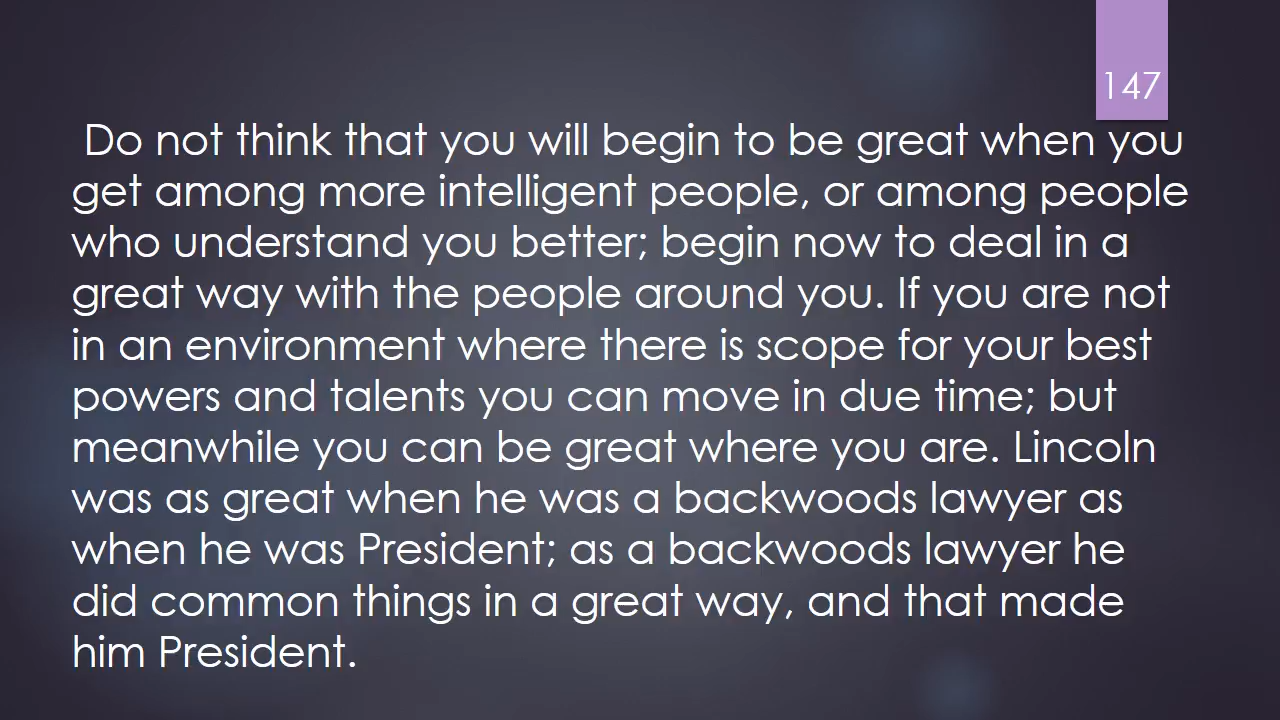 147
Do not think that you will begin to be great when you
get among more intelligent people, or among people
who understand you better; begin now to deal in a
great way with the people around you. If you are not
in an environment where there is scope for your best
powers and talents you can move in due time; but
meanwhile you can be great where you are. Lincoln
was as great when he was a backwoods lawyer as
when he was President; as a backwoods lawyer he
did common things in a great way, and that made
him President.